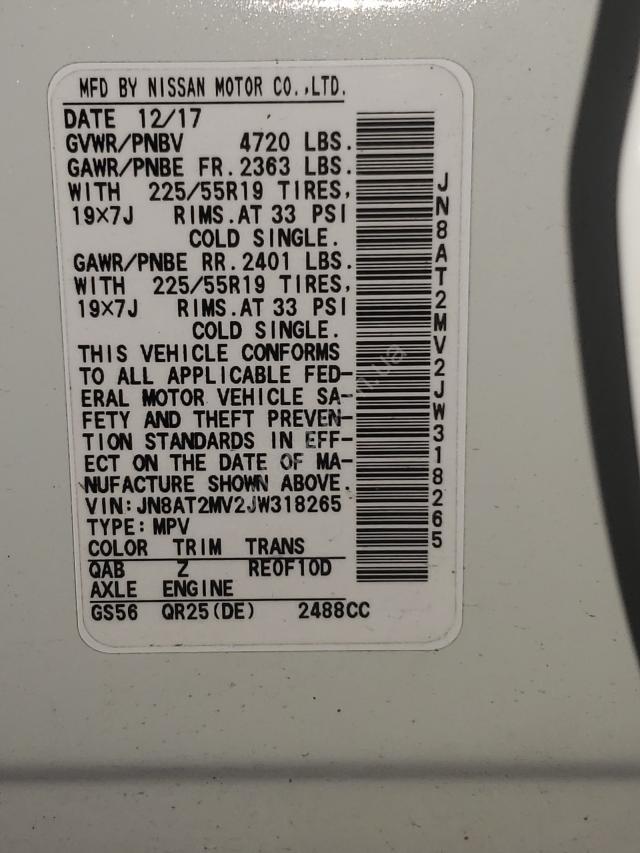 MFD BY NISSAN MOTOR CO.,LTD.
DATE 12/17
GVWR/PNBV 4720 LBS.
GAWR/PNBE FR.2363 LBS.
WITH 225/55R19 TIRES,
19×7J RIMS.AT 33 PSI
COLD SINGLE.
GAWR/PNBE RR.2401 LBS.
WITH 225/55R19 TIRES,
19×7J RIMS.AT 33 PSI
COLD SINGLE.
THIS VEHICLE CONFORMS
TO ALL APPLICABLE FED-
ERAL MOTOR VEHICLE SA-
FETY AND THEFT PREVEN-
TION STANDARDS IN EFF-
ECT ON THE DATE OF MA-
NUFACTURE SHOWN ABOVE.
VIN:JN8AT2MV2JW318265
TYPE:MPV
COLOR TRIM TRANS
QAB Z RE0F10D
AXLE ENGINE
GS56 QR25(DE) 2488CC
JN8AT2MV2JW318265